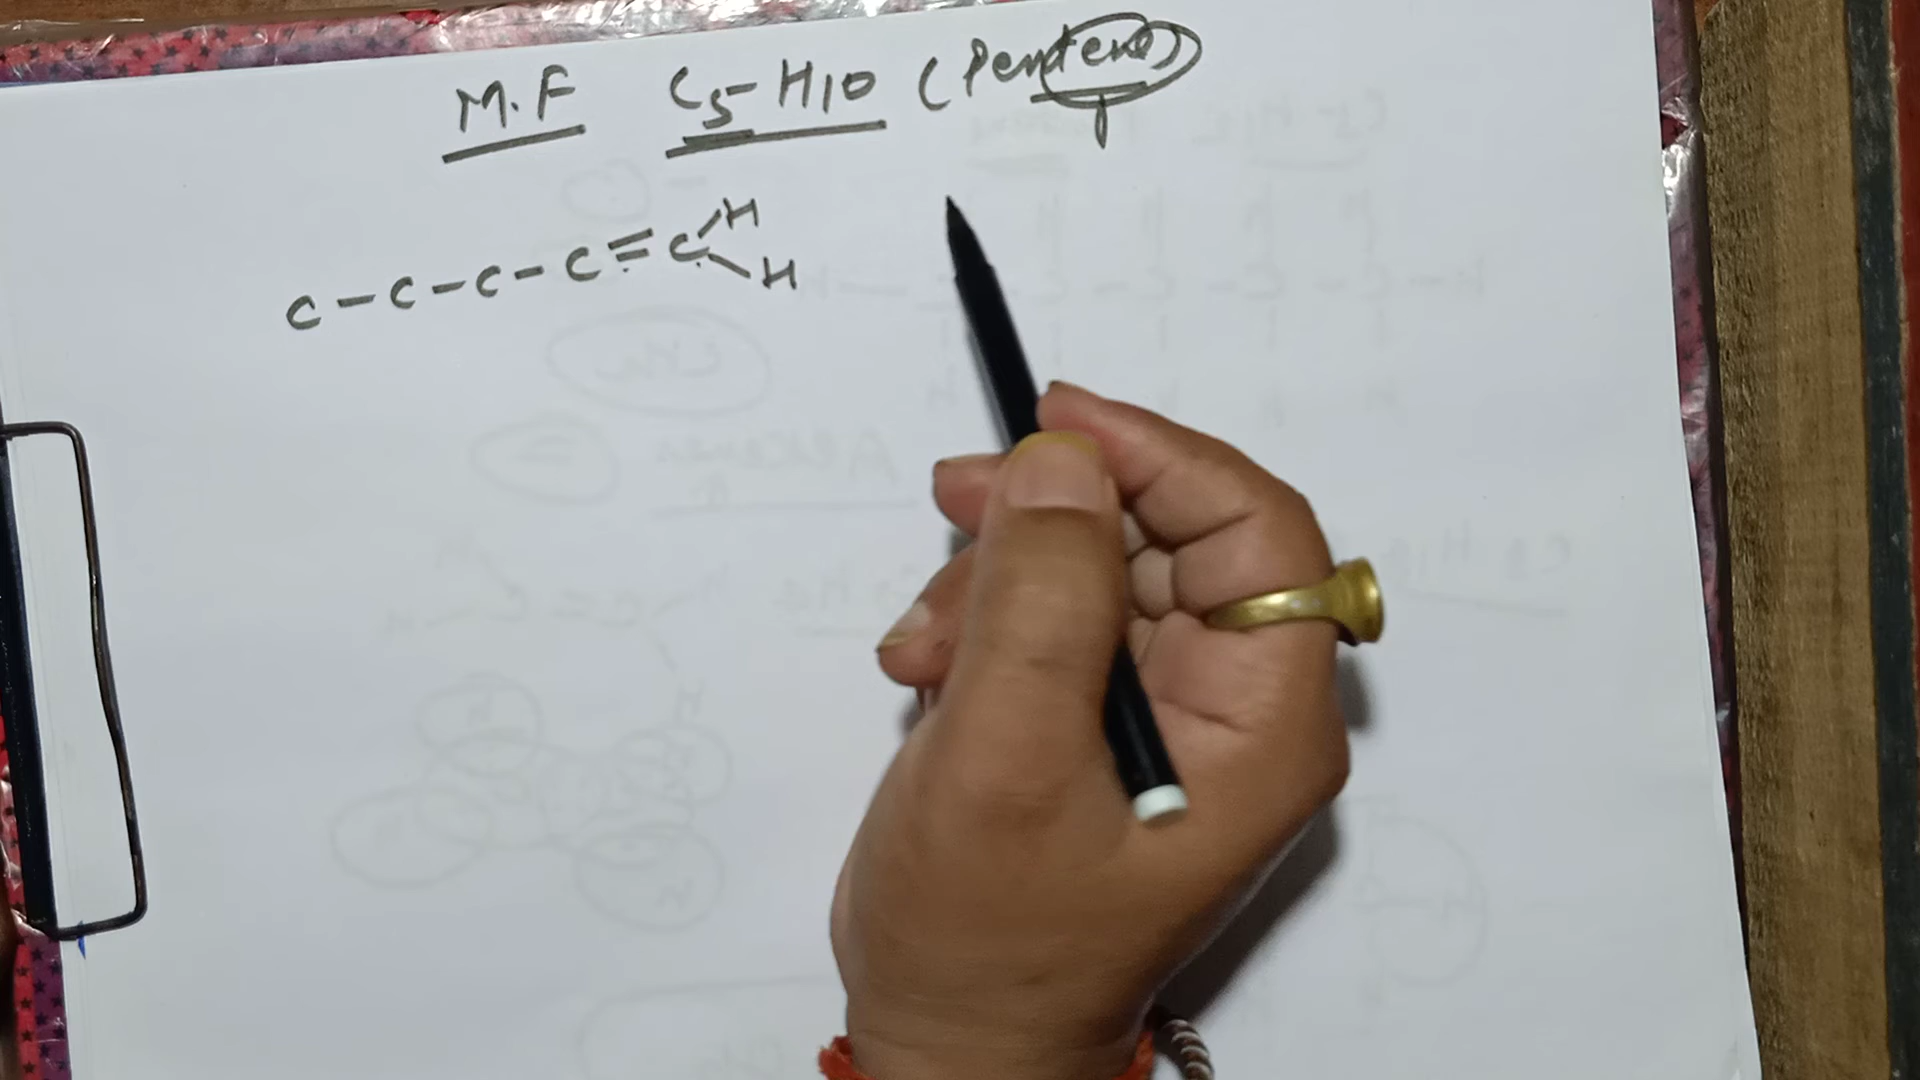 M.F C5-H10 (Pentene)
C-C-C-C=C
H
H